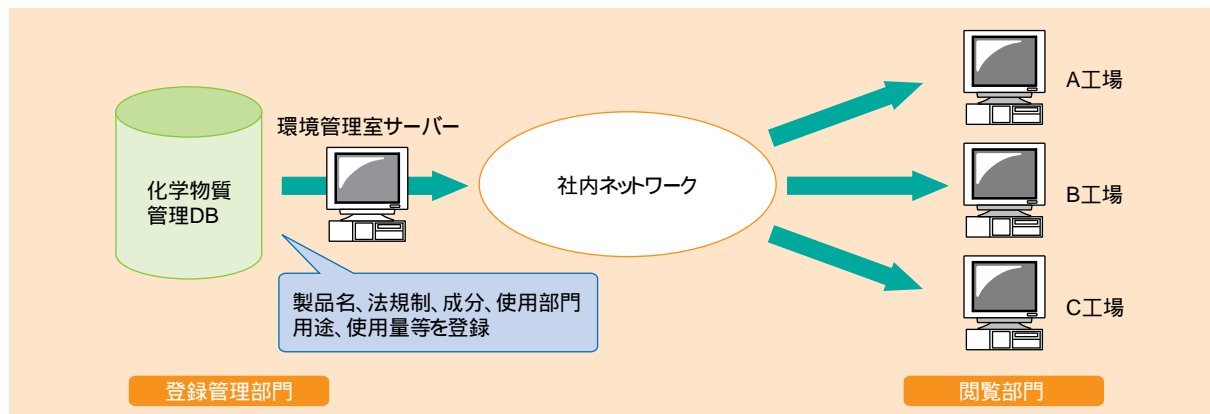 化学物質
管理DB
環境管理室サーバー
製品名、法規制、成分、使用部門
用途、使用量等を登録
登録管理部門
社内ネットワーク
A工場
B工場
C工場
閲覧部門